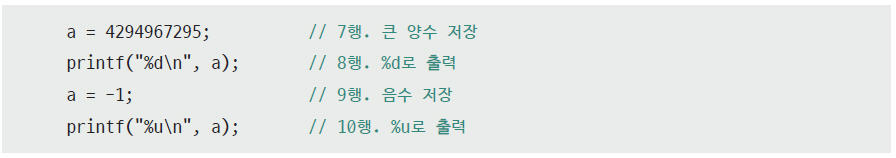 a = 4294967295; // 7행. 큰 양수 저장
printf("%d\n", a); // 8행. %d로 출력
a = -1; // 9행. 음수 저장
printf("%u\n", a); // 10행. %u로 출력